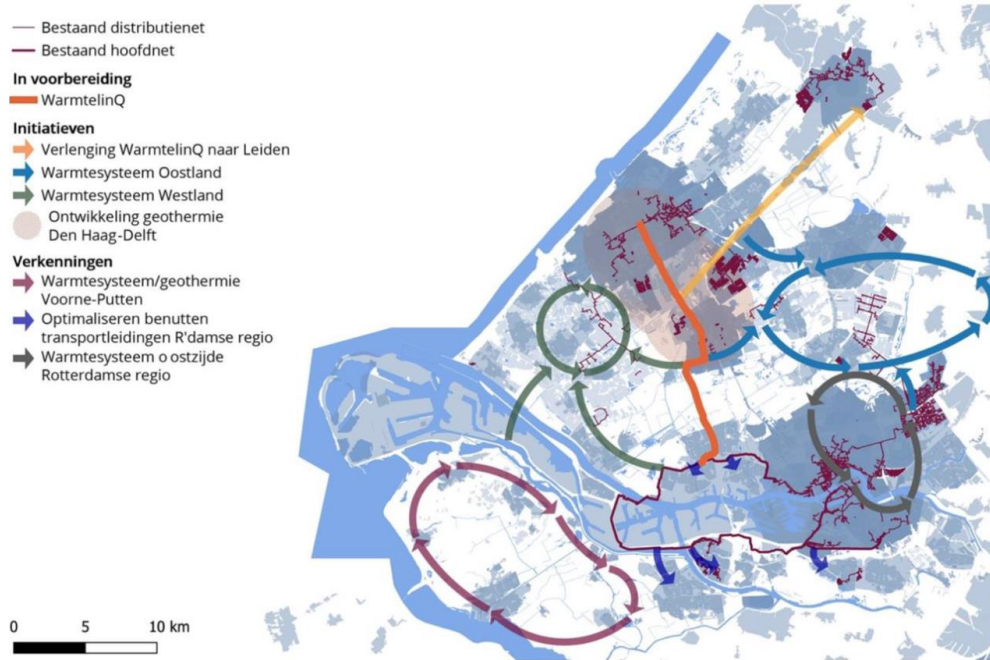 Bestaand distributienet
Bestaand hoofdnet
In voorbereiding
WarmtelinQ
Initiatieven
Verlenging WarmtelinQ naar Leiden
Warmtesysteem Oostland
Warmtesysteem Westland
Ontwikkeling geothermie
Den Haag-Delft
Verkenningen
Warmtesysteem/geothermie
Voorne-Putten
Optimaliseren benutten
transportleidingen R'damse regio
Warmtesysteem o ostzijde
Rotterdamse regio
0 5 10 km